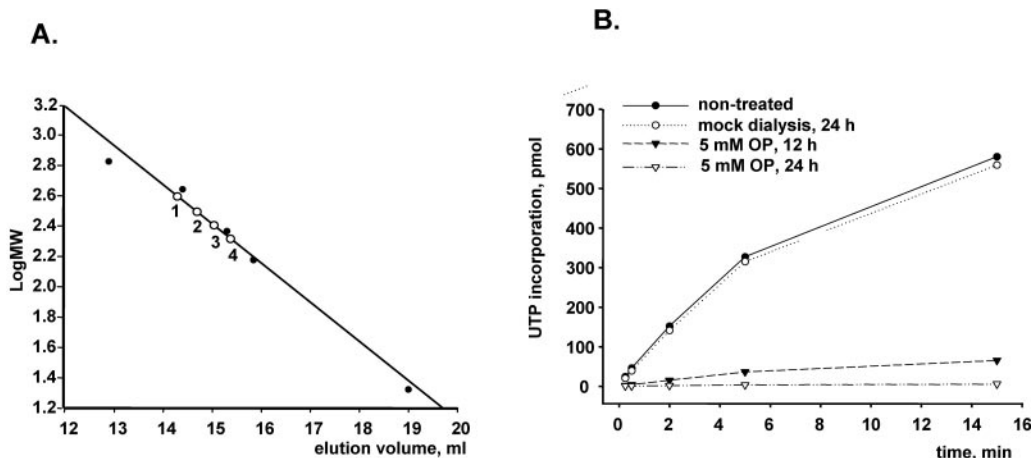 A.
LogMW
3.2
3.0
2.8
2.6
2.4
2.2
2.0
1.8
1.6
1.4
1.2
1
2
3
4
12 13 14 15 16 17 18 19 20
elution volume, ml
B.
UTP incorporation, pmol
700
600
500
400
300
200
100
0
non-treated
mock dialysis, 24 h
5 mM OP, 12 h
5 mM OP, 24 h
0 2 4 6 8 10 12 14 16
time, min